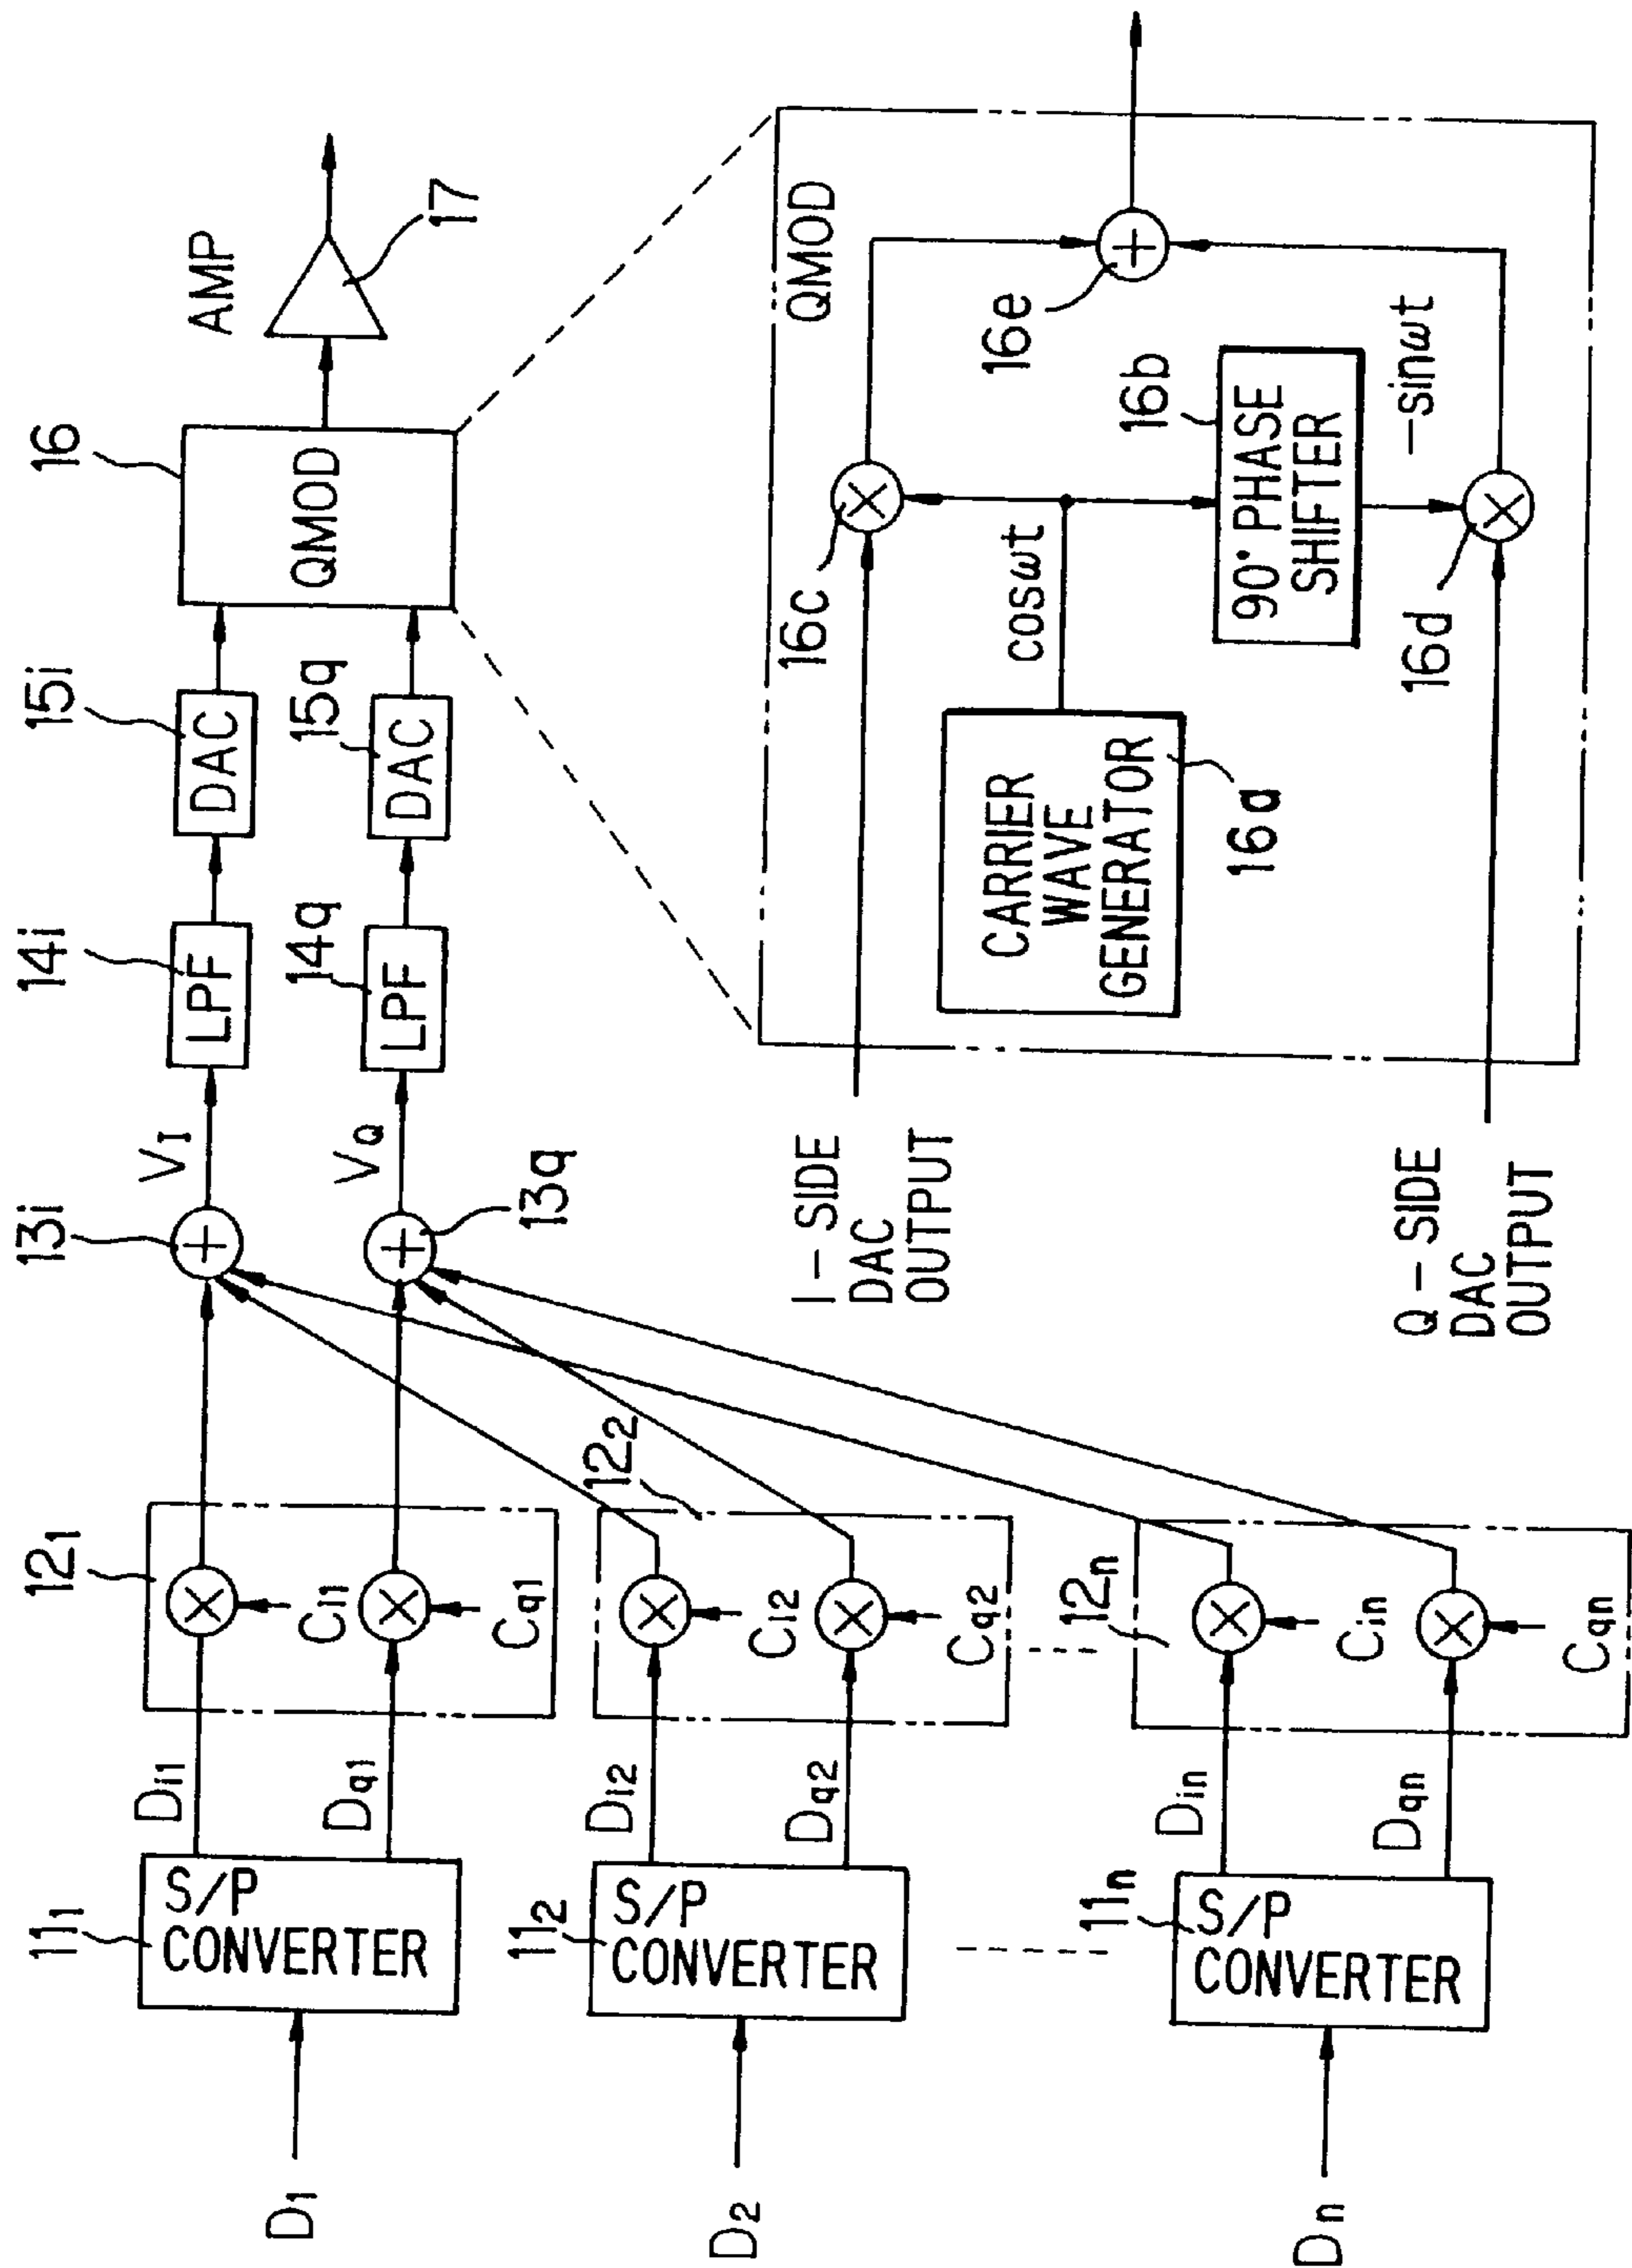 D1
11₁
S/P
CONVERTER
Di1
Dq1
12₁
Ci1
Cq1
13i
VI
14i
LPF
15i
DAC
16
QMOD
AMP
17
13q
VQ
14q
LPF
15q
DAC
D2
11₂
S/P
CONVERTER
Di2
Dq2
12₂
Ci2
Cq2
Dn
11n
S/P
CONVERTER
Din
Dqn
12n
Cin
Cqn
QMOD
I-SIDE
DAC
OUTPUT
16c
16e
CARRIER
WAVE
GENERATOR
16a
cosωt
16b
90° PHASE
SHIFTER
-sinωt
16d
Q-SIDE
DAC
OUTPUT